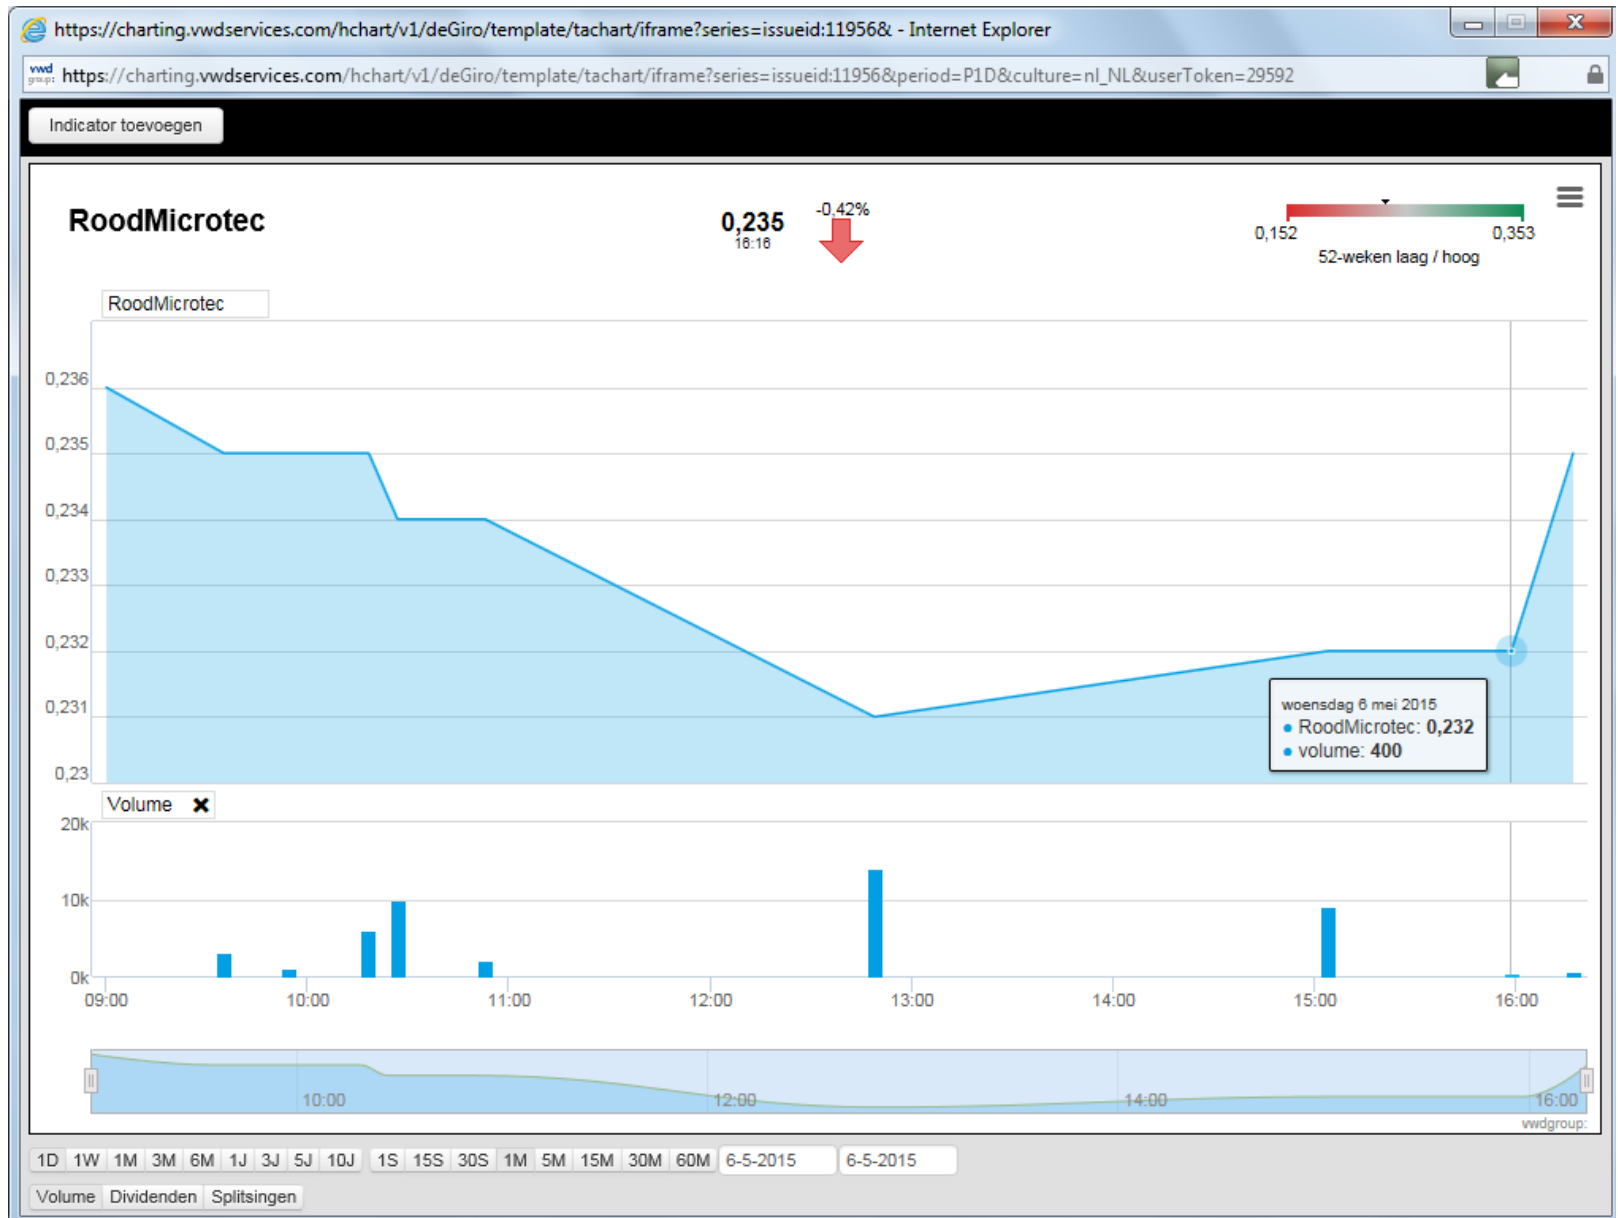 https://charting.vwdservices.com/hchart/v1/deGiro/template/tachart/iframe?series=issueid:11956& - Internet Explorer
vwd group: https://charting.vwdservices.com/hchart/v1/deGiro/template/tachart/iframe?series=issueid:11956&period=P1D&culture=nl_NL&userToken=29592
Indicator toevoegen
RoodMicrotec
0,235
16:16
-0,42%
0,152 0,353
52-weken laag / hoog
RoodMicrotec
0,236
0,235
0,234
0,233
0,232
0,231
0,23
woensdag 6 mei 2015
RoodMicrotec: 0,232
volume: 400
Volume
20k
10k
0k
09:00 10:00 11:00 12:00 13:00 14:00 15:00 16:00
10:00 12:00 14:00 16:00
vwdgroup:
1D 1W 1M 3M 6M 1J 3J 5J 10J 1S 15S 30S 1M 5M 15M 30M 60M 6-5-2015 6-5-2015
Volume Dividenden Splitsingen